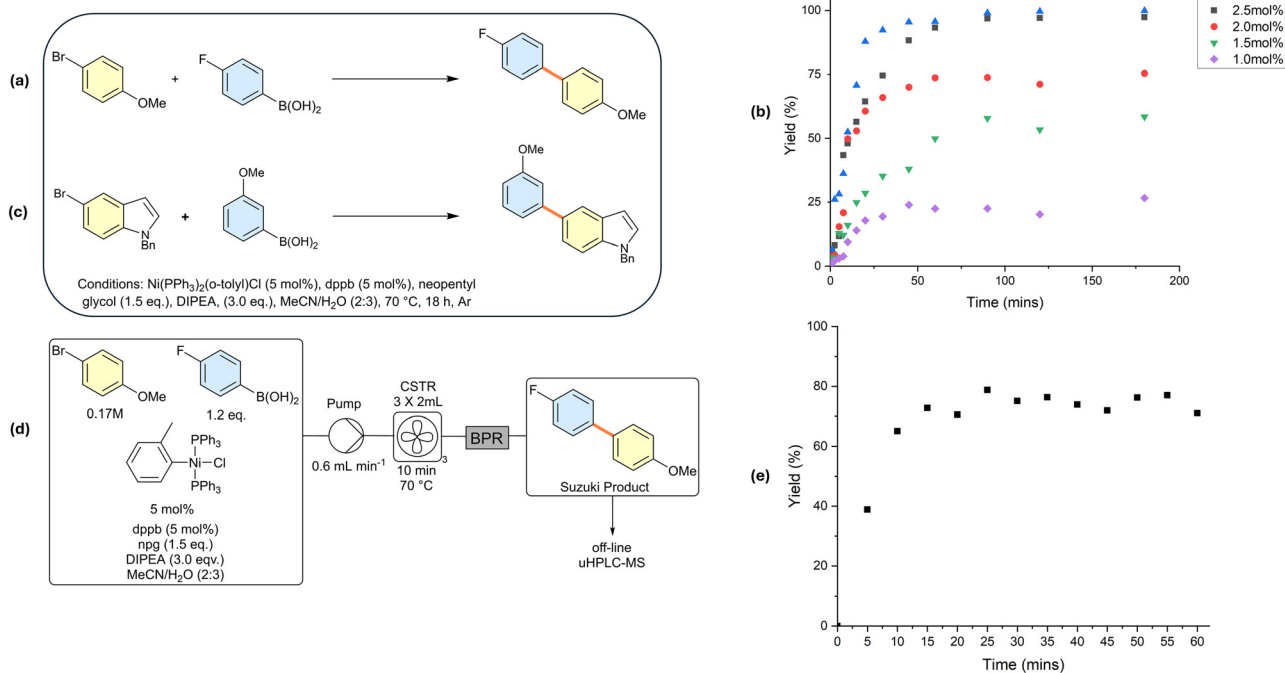 (a)
Br
OMe
+
F
B(OH)2
F
OMe
(c)
Br
N
Bn
+
OMe
B(OH)2
OMe
N
Bn
Conditions: Ni(PPh3)2(o-tolyl)Cl (5 mol%), dppb (5 mol%), neopentyl
glycol (1.5 eq.), DIPEA, (3.0 eq.), MeCN/H2O (2:3), 70 °C, 18 h, Ar
(b)
Yield (%)
100
75
50
25
0
0 50 100 150 200
Time (mins)
2.5mol%
2.0mol%
1.5mol%
1.0mol%
(d)
Br
OMe
0.17M
F
B(OH)2
1.2 eq.
PPh3
Ni
Cl
PPh3
5 mol%
dppb (5 mol%)
npg (1.5 eq.)
DIPEA (3.0 eqv.)
MeCN/H2O (2:3)
Pump
0.6 mL min-1
CSTR
3 X 2mL
3
10 min
70 °C
BPR
F
OMe
Suzuki Product
off-line
uHPLC-MS
(e)
Yield (%)
100
80
60
40
20
0
0 5 10 15 20 25 30 35 40 45 50 55 60
Time (mins)